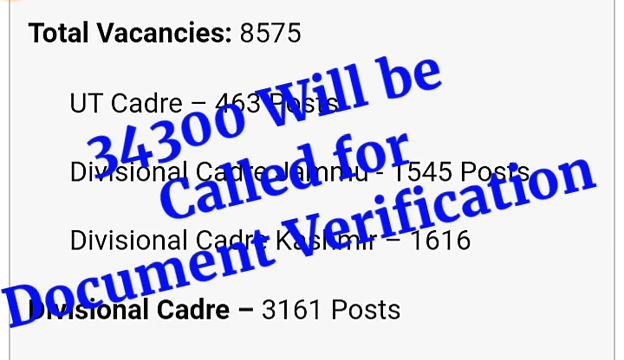 Total Vacancies: 8575
UT Cadre – 463 Posts
Divisional Cadre Jammu - 1545 Posts
Divisional Cadre Kashmir – 1616
Divisional Cadre – 3161 Posts
34300 Will be
Called for
Document Verification